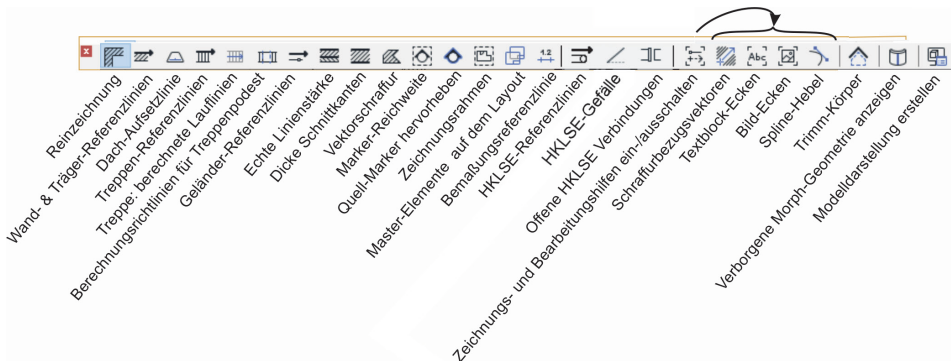 Abc
1.2
Reinzeichnung
Wand- & Träger-Referenzlinien
Dach-Aufsetzlinie
Treppen-Referenzlinien
Treppe: berechnete Lauflinien
Berechnungsrichtlinien für Treppenpodest
Geländer-Referenzlinien
Echte Linienstärke
Dicke Schnittkanten
Vektorschraffur
Marker-Reichweite
Quell-Marker hervorheben
Zeichnungsrahmen
Master-Elemente auf dem Layout
Bemaßungsreferenzlinie
HKLSE-Referenzlinien
HKLSE-Gefälle
Offene HKLSE Verbindungen
Zeichnungs- und Bearbeitungshilfen ein-/ausschalten
Schraffurbezugsvektoren
Textblock-Ecken
Bild-Ecken
Spline-Hebel
Trimm-Körper
Verborgene Morph-Geometrie anzeigen
Modelldarstellung erstellen